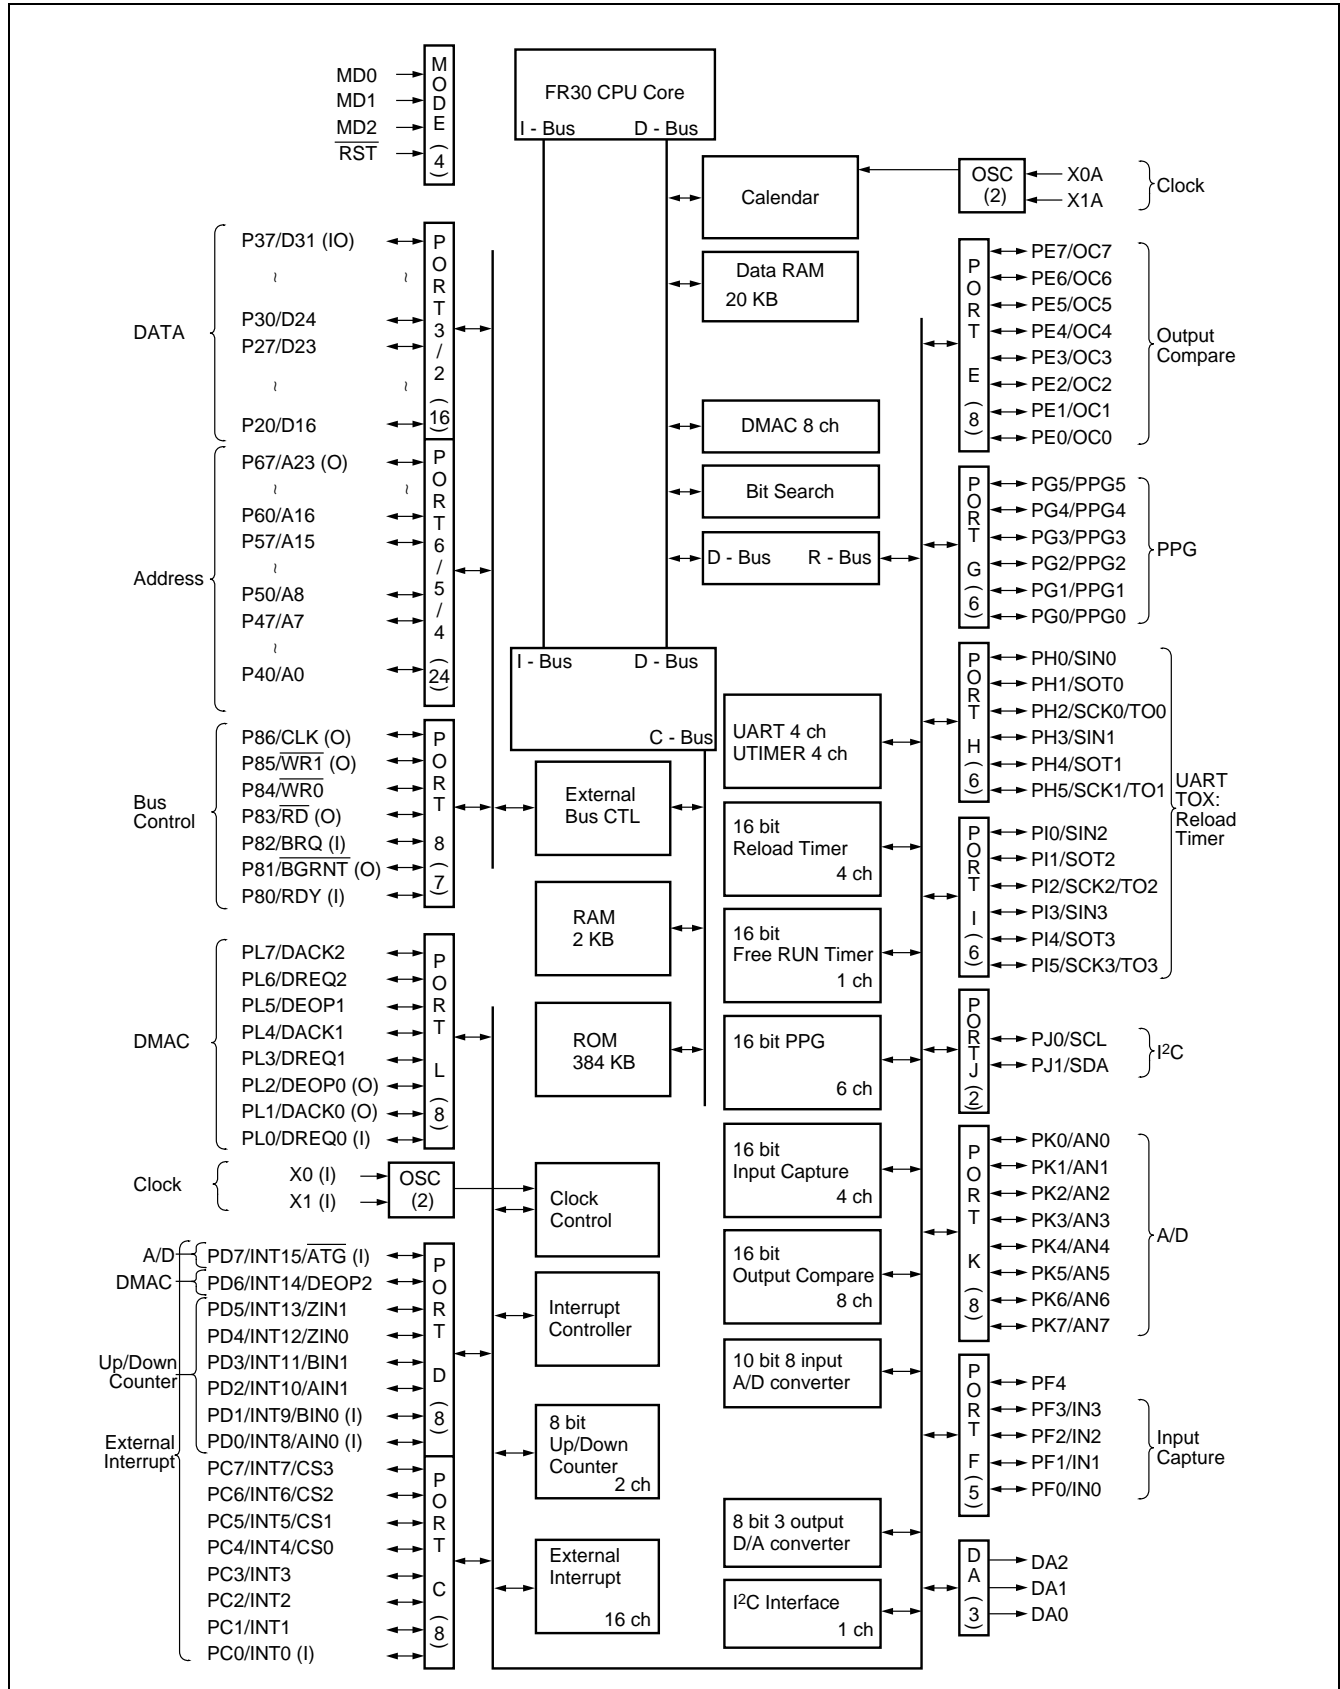 MD0
MD1
MD2
RST
MODE (4)
FR30 CPU Core
I - Bus
D - Bus
Calendar
OSC
(2)
X0A
X1A
Clock
DATA
P37/D31 (IO)
~ ~
P30/D24
P27/D23
~ ~
P20/D16
PORT3/2 (16)
Data RAM
20 KB
PORT E (8)
PE7/OC7
PE6/OC6
PE5/OC5
PE4/OC4
PE3/OC3
PE2/OC2
PE1/OC1
PE0/OC0
Output
Compare
DMAC 8 ch
Bit Search
D - Bus
R - Bus
Address
P67/A23 (O)
~ ~
P60/A16
P57/A15
~
P50/A8
P47/A7
~
P40/A0
PORT6/5/4 (24)
PORT G (6)
PG5/PPG5
PG4/PPG4
PG3/PPG3
PG2/PPG2
PG1/PPG1
PG0/PPG0
PPG
I - Bus
D - Bus
C - Bus
Bus
Control
P86/CLK (O)
P85/WR1 (O)
P84/WR0
P83/RD (O)
P82/BRQ (I)
P81/BGRNT (O)
P80/RDY (I)
PORT 8 (7)
External
Bus CTL
RAM
2 KB
ROM
384 KB
UART 4 ch
UTIMER 4 ch
16 bit
Reload Timer
4 ch
16 bit
Free RUN Timer
1 ch
16 bit PPG
6 ch
16 bit
Input Capture
4 ch
16 bit
Output Compare
8 ch
10 bit 8 input
A/D converter
8 bit 3 output
D/A converter
I²C Interface
1 ch
PORT H (6)
PH0/SIN0
PH1/SOT0
PH2/SCK0/TO0
PH3/SIN1
PH4/SOT1
PH5/SCK1/TO1
UART
TOX:
Reload
Timer
PORT I (6)
PI0/SIN2
PI1/SOT2
PI2/SCK2/TO2
PI3/SIN3
PI4/SOT3
PI5/SCK3/TO3
DMAC
PL7/DACK2
PL6/DREQ2
PL5/DEOP1
PL4/DACK1
PL3/DREQ1
PL2/DEOP0 (O)
PL1/DACK0 (O)
PL0/DREQ0 (I)
PORT L (8)
PORTJ (2)
PJ0/SCL
PJ1/SDA
I²C
Clock
X0 (I)
X1 (I)
OSC
(2)
Clock
Control
PORT K (8)
PK0/AN0
PK1/AN1
PK2/AN2
PK3/AN3
PK4/AN4
PK5/AN5
PK6/AN6
PK7/AN7
A/D
A/D
DMAC
Up/Down
Counter
External
Interrupt
PD7/INT15/ATG (I)
PD6/INT14/DEOP2
PD5/INT13/ZIN1
PD4/INT12/ZIN0
PD3/INT11/BIN1
PD2/INT10/AIN1
PD1/INT9/BIN0 (I)
PD0/INT8/AIN0 (I)
PORT D (8)
PC7/INT7/CS3
PC6/INT6/CS2
PC5/INT5/CS1
PC4/INT4/CS0
PC3/INT3
PC2/INT2
PC1/INT1
PC0/INT0 (I)
PORT C (8)
Interrupt
Controller
8 bit
Up/Down
Counter
2 ch
External
Interrupt
16 ch
PORT F (5)
PF4
PF3/IN3
PF2/IN2
PF1/IN1
PF0/IN0
Input
Capture
DA (3)
DA2
DA1
DA0